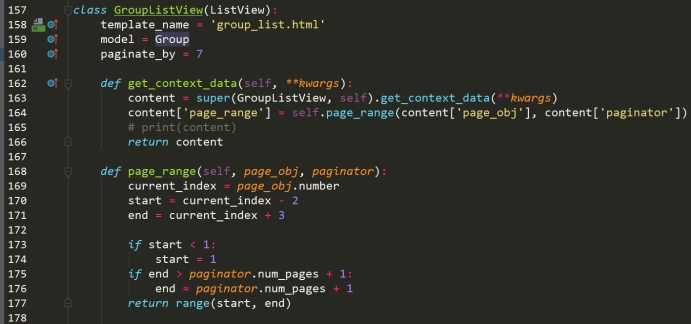 157 class GroupListView(ListView):
158     template_name = 'group_list.html'
159     model = Group
160     paginate_by = 7
161
162     def get_context_data(self, **kwargs):
163         content = super(GroupListView, self).get_context_data(**kwargs)
164         content['page_range'] = self.page_range(content['page_obj'], content['paginator'])
165         # print(content)
166         return content
167
168     def page_range(self, page_obj, paginator):
169         current_index = page_obj.number
170         start = current_index - 2
171         end = current_index + 3
172
173         if start < 1:
174             start = 1
175         if end > paginator.num_pages + 1:
176             end = paginator.num_pages + 1
177         return range(start, end)
178